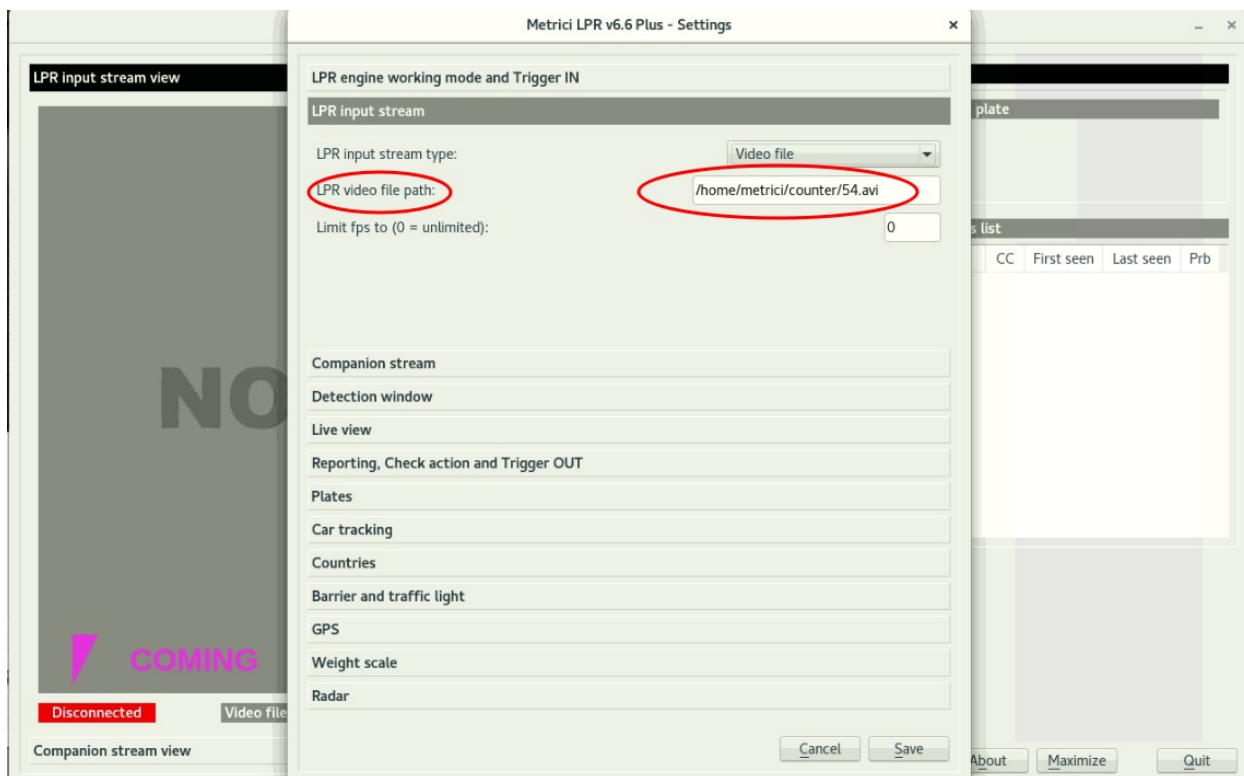 Metrici LPR v6.6 Plus - Settings
LPR input stream view
LPR engine working mode and Trigger IN
LPR input stream
plate
LPR input stream type:
Video file
LPR video file path:
/home/metrici/counter/54.avi
Limit fps to (0 = unlimited):
0
s list
CC First seen Last seen Prb
Companion stream
Detection window
NO
Live view
Reporting, Check action and Trigger OUT
Plates
Car tracking
Countries
Barrier and traffic light
GPS
COMING
Weight scale
Radar
Disconnected
Video file
Companion stream view
Cancel
Save
About
Maximize
Quit